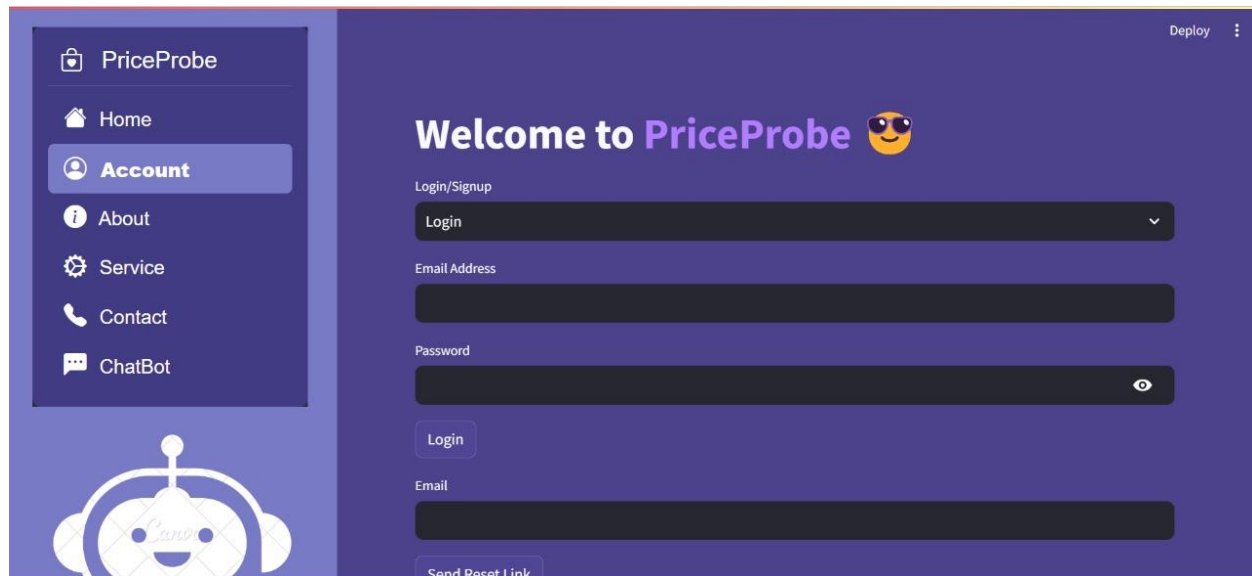 PriceProbe
Home
Account
About
Service
Contact
ChatBot
Canva
Deploy
Welcome to PriceProbe 😎
Login/Signup
Login
Email Address
Password
Login
Email
Send Reset Link